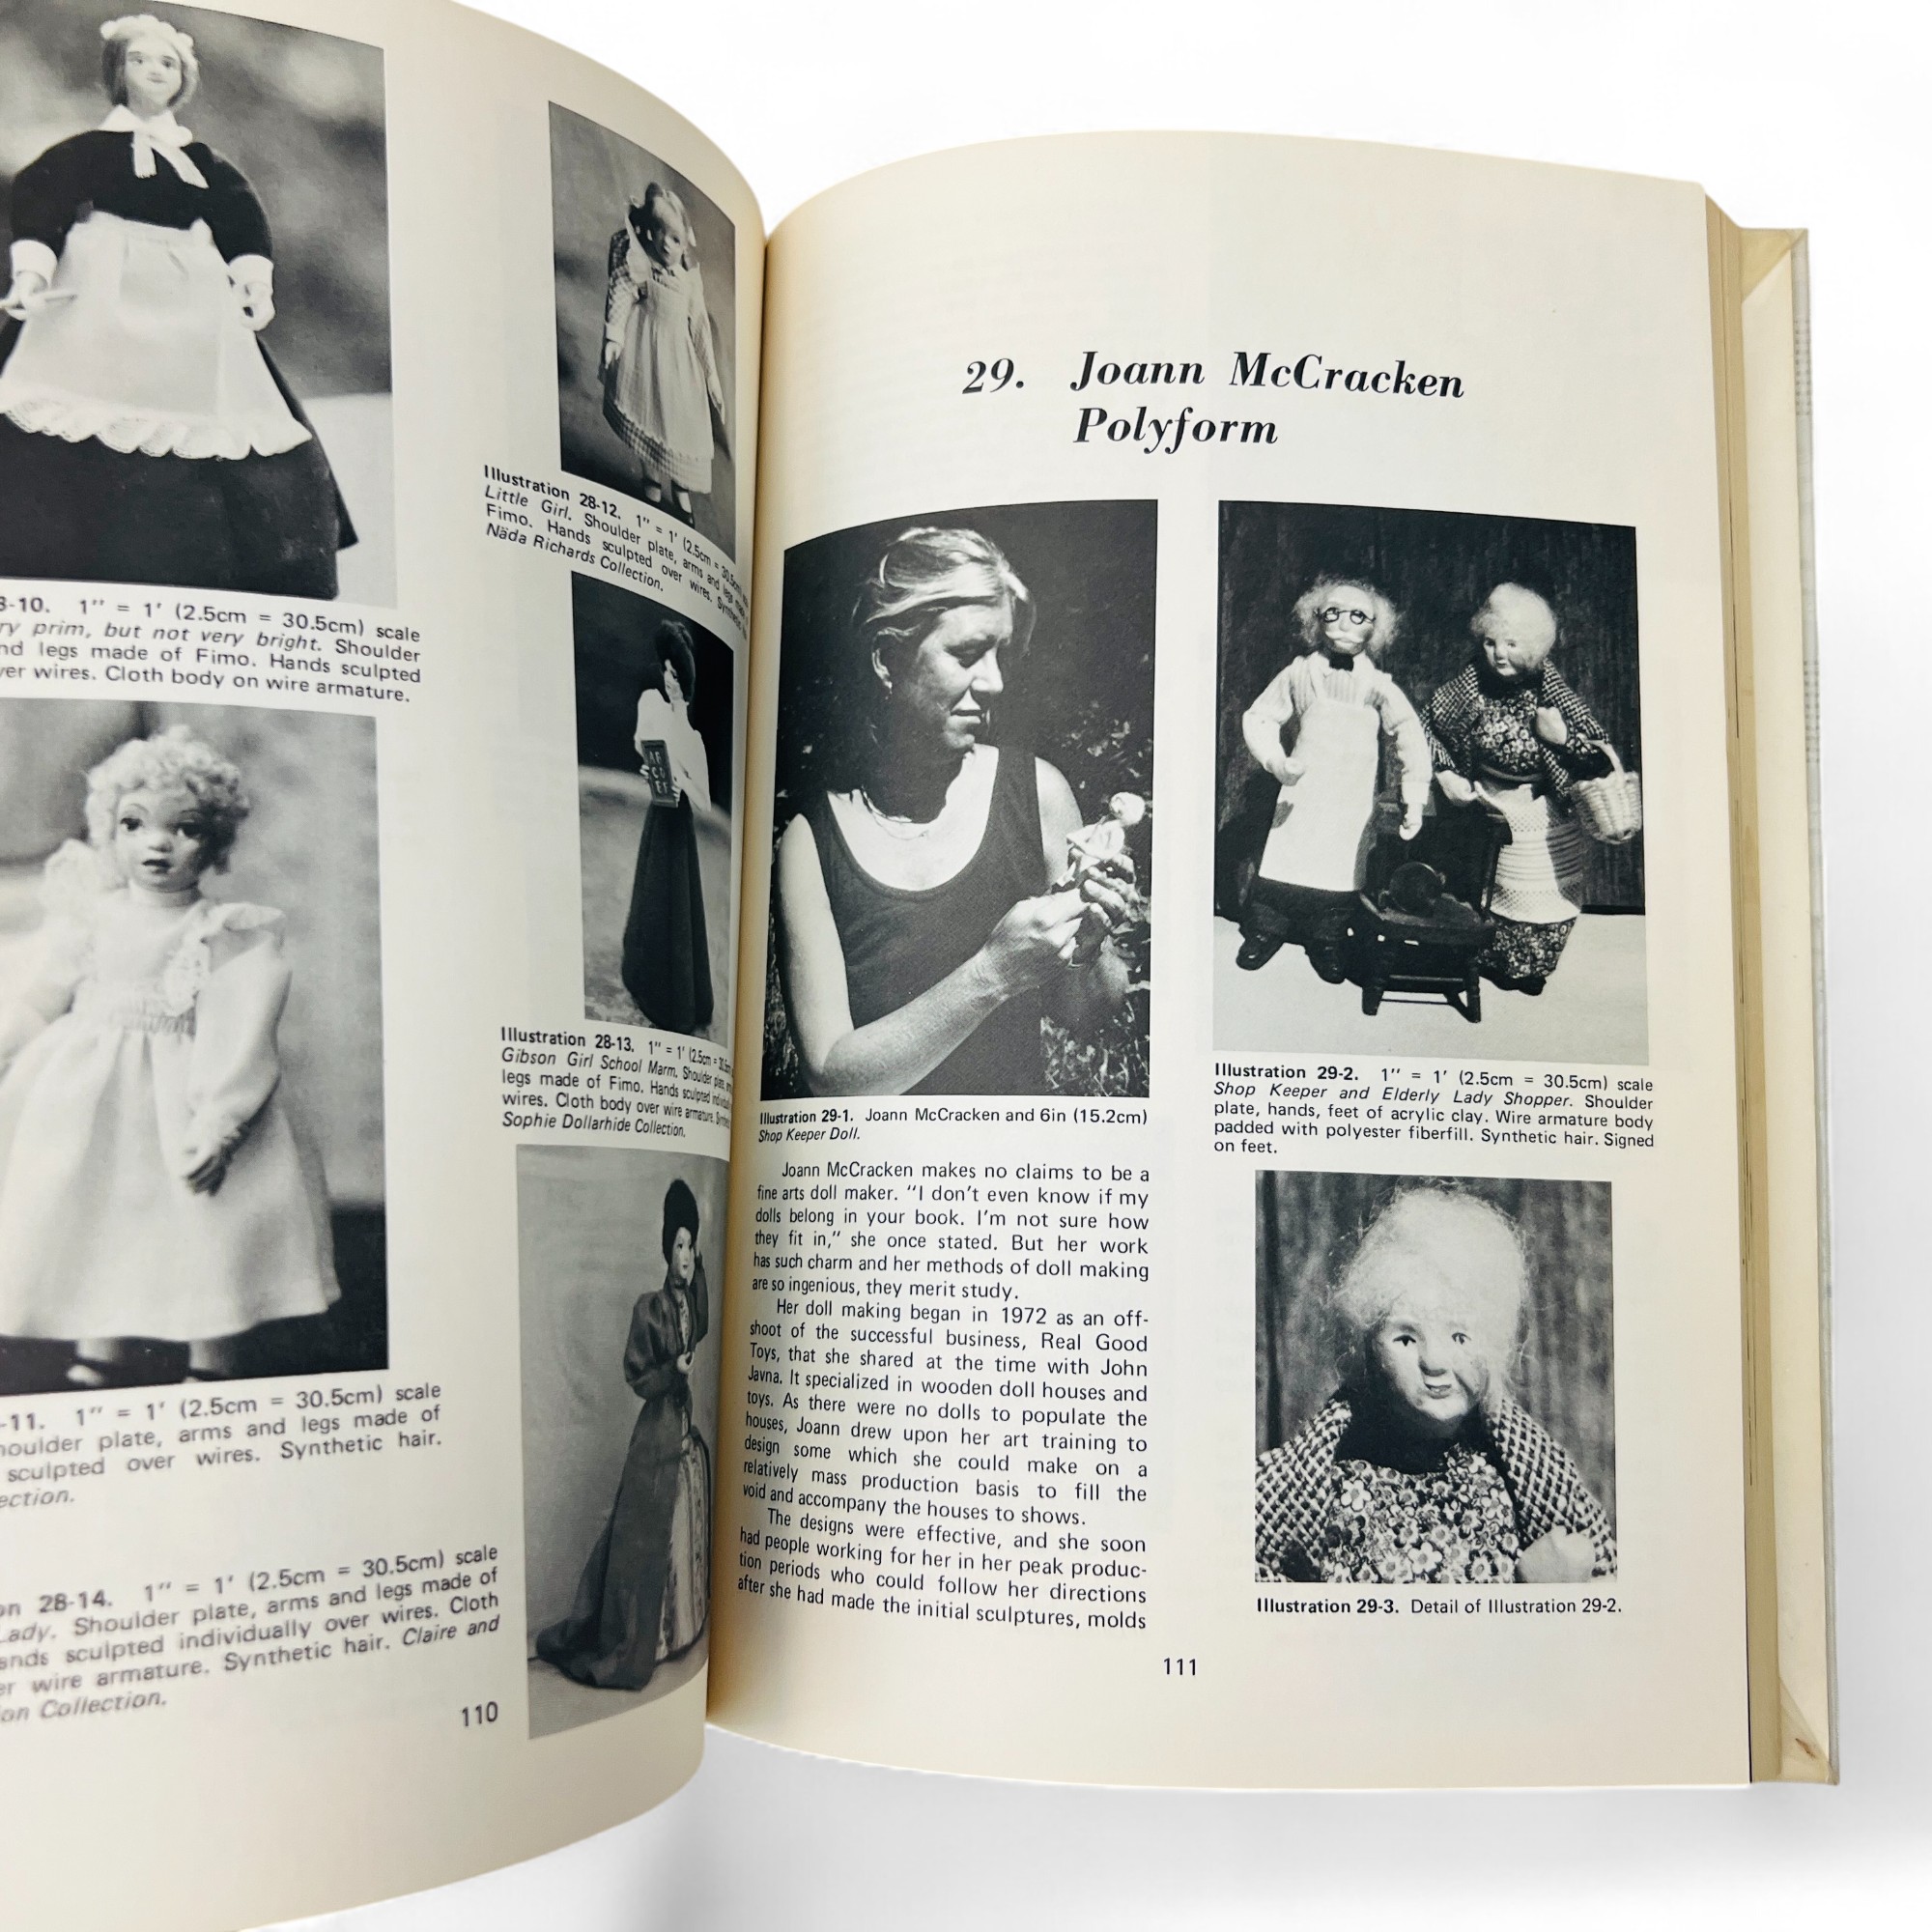 8-10. 1" = 1' (2.5cm = 30.5cm) scale
ry prim, but not very bright. Shoulder
nd legs made of Fimo. Hands sculpted
ver wires. Cloth body on wire armature.
-11. 1" = 1' (2.5cm = 30.5cm) scale
houlder plate, arms and legs made of
sculpted over wires. Synthetic hair.
ection.
on 28-14. 1" = 1' (2.5cm = 30.5cm) scale
Lady. Shoulder plate, arms and legs made of
ands sculpted individually over wires. Cloth
er wire armature. Synthetic hair. Claire and
on Collection.
110
Illustration 28-12. 1" = 1' (2.5cm = 30.5cm)
Little Girl. Shoulder plate, arms and legs
Fimo. Hands sculpted over wires.
Näda Richards Collection.
Illustration 28-13. 1" = 1' (2.5cm =
Gibson Girl School Marm. Shoulder plate,
legs made of Fimo. Hands sculpted
wires. Cloth body over wire armature.
Sophie Dollarhide Collection.
29. Joann McCracken
Polyform
Illustration 29-1. Joann McCracken and 6in (15.2cm)
Shop Keeper Doll.
Joann McCracken makes no claims to be a
fine arts doll maker. "I don't even know if my
dolls belong in your book. I'm not sure how
they fit in," she once stated. But her work
has such charm and her methods of doll making
are so ingenious, they merit study.
Her doll making began in 1972 as an off-
shoot of the successful business, Real Good
Toys, that she shared at the time with John
Javna. It specialized in wooden doll houses and
toys. As there were no dolls to populate the
houses, Joann drew upon her art training to
design some which she could make on a
relatively mass production basis to fill the
void and accompany the houses to shows.
The designs were effective, and she soon
had people working for her in her peak produc-
tion periods who could follow her directions
after she had made the initial sculptures, molds
Illustration 29-2. 1" = 1' (2.5cm = 30.5cm) scale
Shop Keeper and Elderly Lady Shopper. Shoulder
plate, hands, feet of acrylic clay. Wire armature body
padded with polyester fiberfill. Synthetic hair. Signed
on feet.
Illustration 29-3. Detail of Illustration 29-2.
111